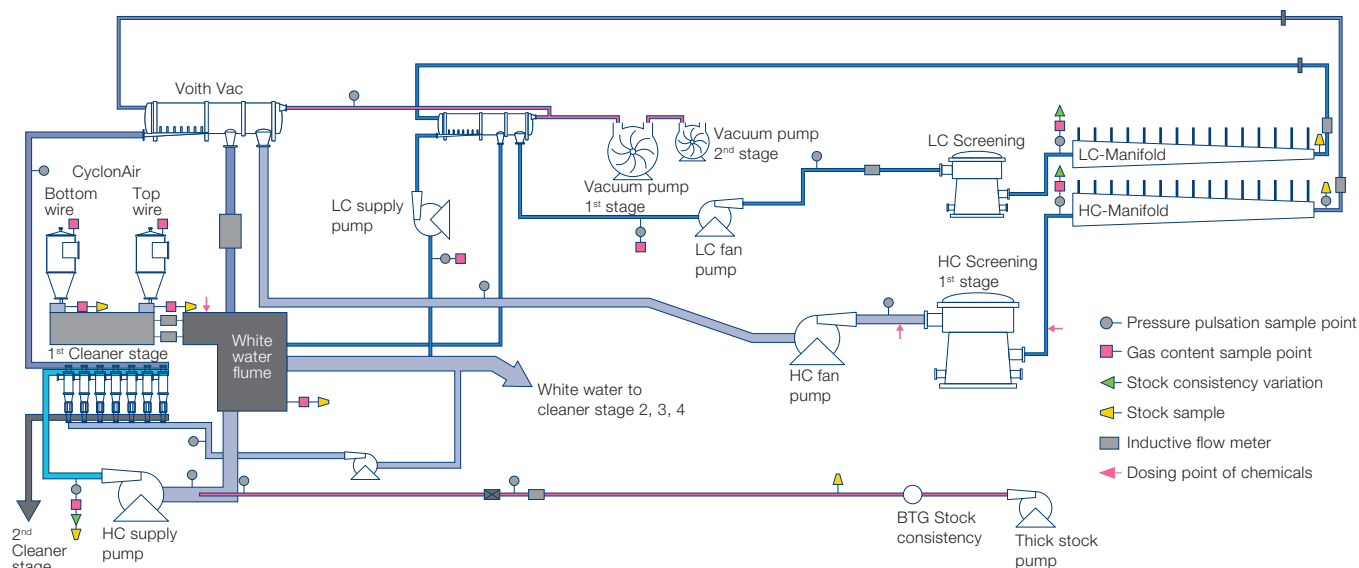 Voith Vac
CyclonAir
Bottom
wire
Top
wire
LC supply
pump
Vacuum pump
1st stage
Vacuum pump
2nd stage
LC fan
pump
LC Screening
LC-Manifold
HC-Manifold
HC Screening
1st stage
1st Cleaner stage
White
water
flume
White water to
cleaner stage 2, 3, 4
HC fan
pump
2nd
Cleaner
stage
HC supply
pump
BTG Stock
consistency
Thick stock
pump
Pressure pulsation sample point
Gas content sample point
Stock consistency variation
Stock sample
Inductive flow meter
Dosing point of chemicals